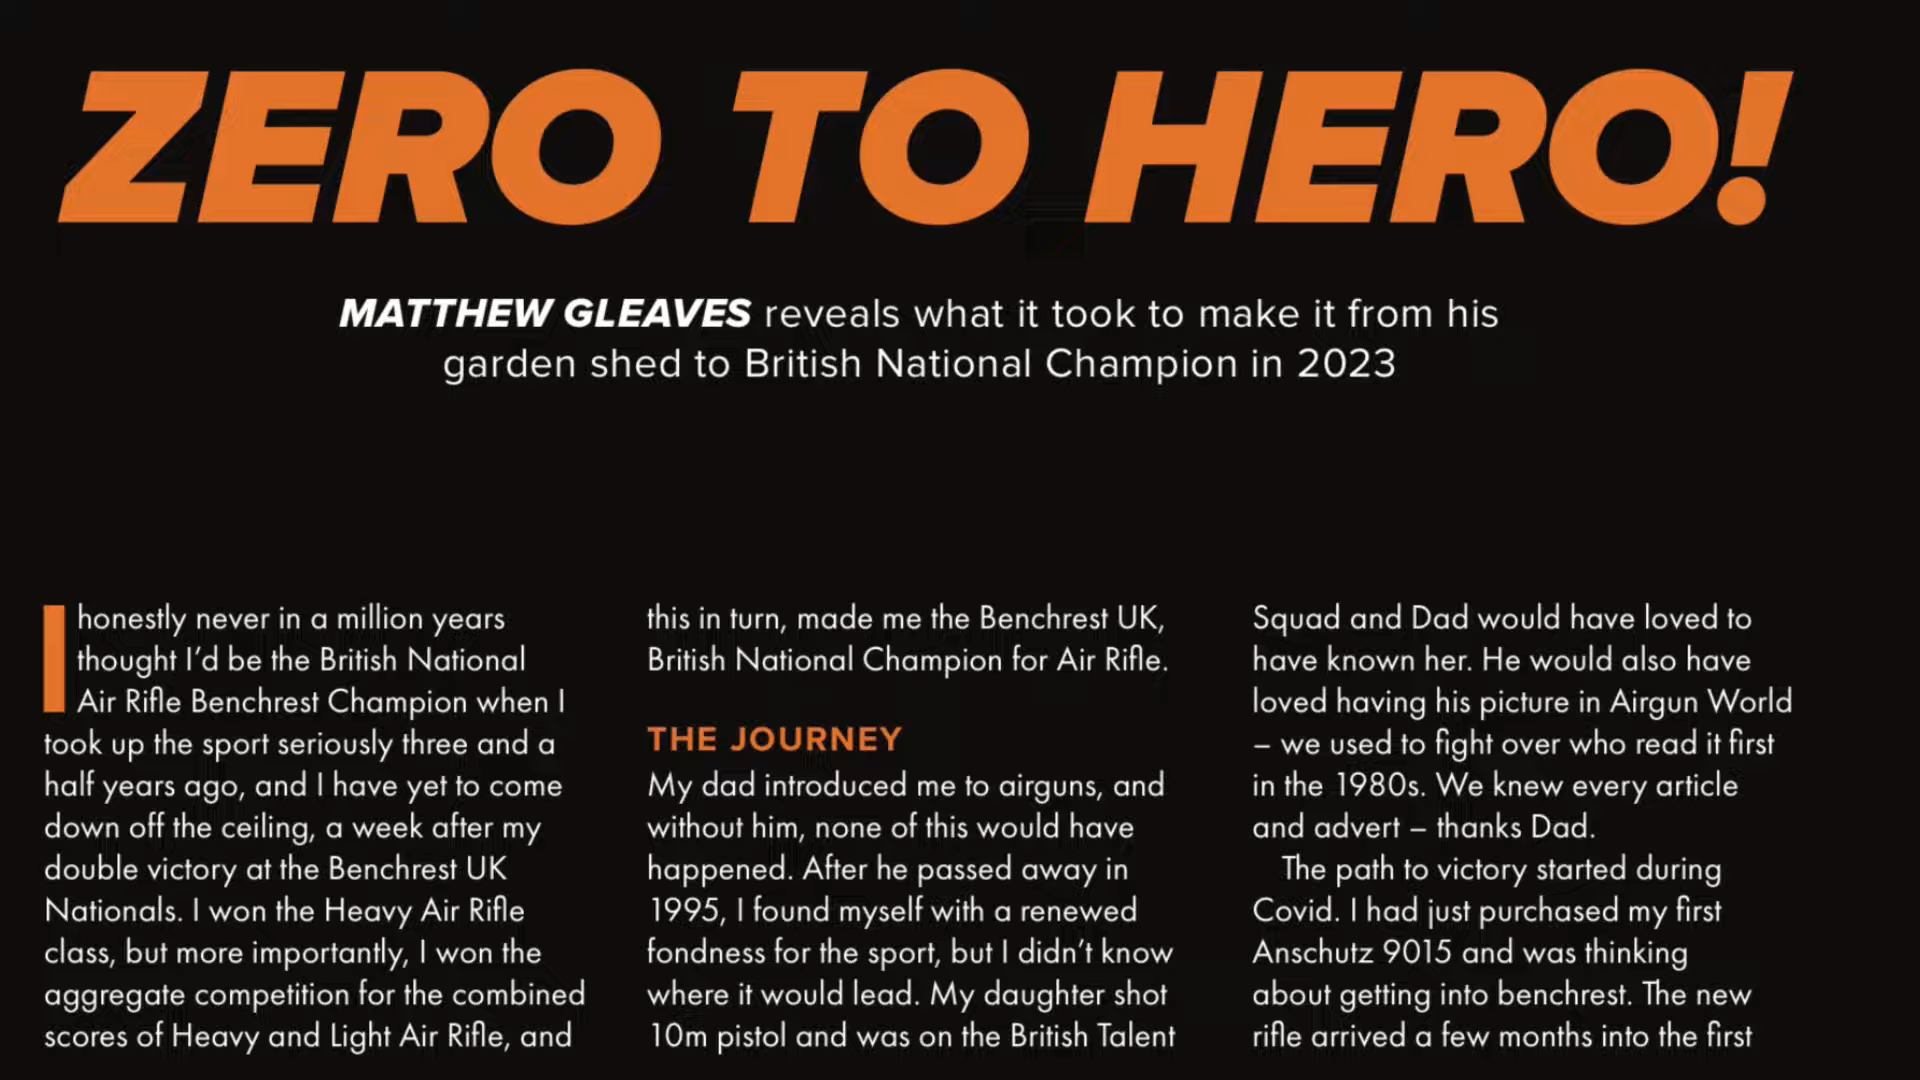 ZERO TO HERO!
MATTHEW GLEAVES reveals what it took to make it from his
garden shed to British National Champion in 2023
I honestly never in a million years
thought I’d be the British National
Air Rifle Benchrest Champion when I
took up the sport seriously three and a
half years ago, and I have yet to come
down off the ceiling, a week after my
double victory at the Benchrest UK
Nationals. I won the Heavy Air Rifle
class, but more importantly, I won the
aggregate competition for the combined
scores of Heavy and Light Air Rifle, and
this in turn, made me the Benchrest UK,
British National Champion for Air Rifle.
THE JOURNEY
My dad introduced me to airguns, and
without him, none of this would have
happened. After he passed away in
1995, I found myself with a renewed
fondness for the sport, but I didn’t know
where it would lead. My daughter shot
10m pistol and was on the British Talent
Squad and Dad would have loved to
have known her. He would also have
loved having his picture in Airgun World
– we used to fight over who read it first
in the 1980s. We knew every article
and advert – thanks Dad.
The path to victory started during
Covid. I had just purchased my first
Anschutz 9015 and was thinking
about getting into benchrest. The new
rifle arrived a few months into the first